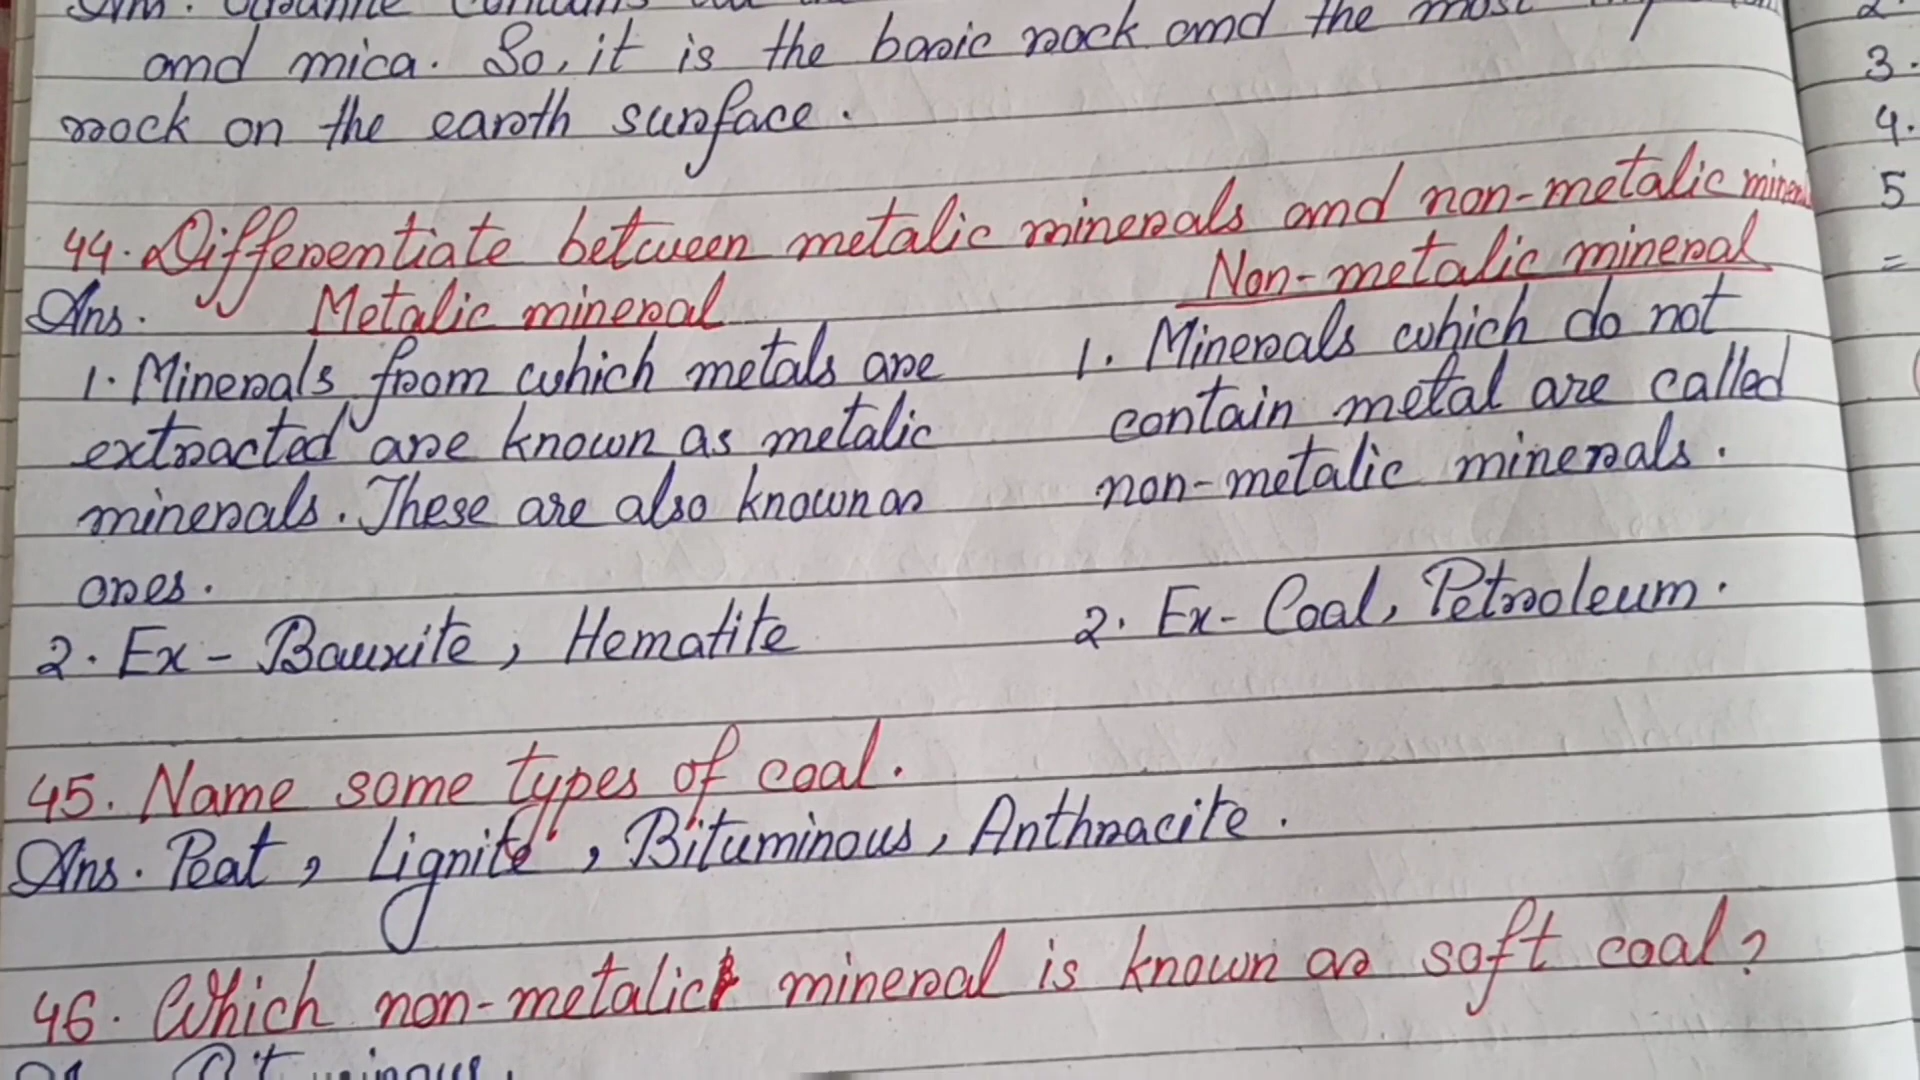 and mica. So, it is the basic rock and the most
rock on the earth surface.
44. Differentiate between metalic minerals and non-metalic minerals
Ans. Metalic mineral
1. Minerals from which metals are
extracted are known as metalic
minerals. These are also known as
ores.
2. Ex - Bauxite, Hematite
Non-metalic mineral
1. Minerals which do not
contain metal are called
non-metalic minerals.
2. Ex- Coal, Petroleum.
45. Name some types of coal.
Ans. Peat, Lignite, Bituminous, Anthracite.
46. Which non-metalic mineral is known as soft coal?
Bituminous.
3.
4.
5
=